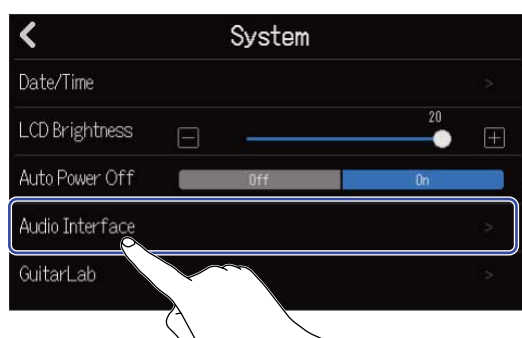 System
Date/Time
LCD Brightness 20
Auto Power Off Off On
Audio Interface
GuitarLab